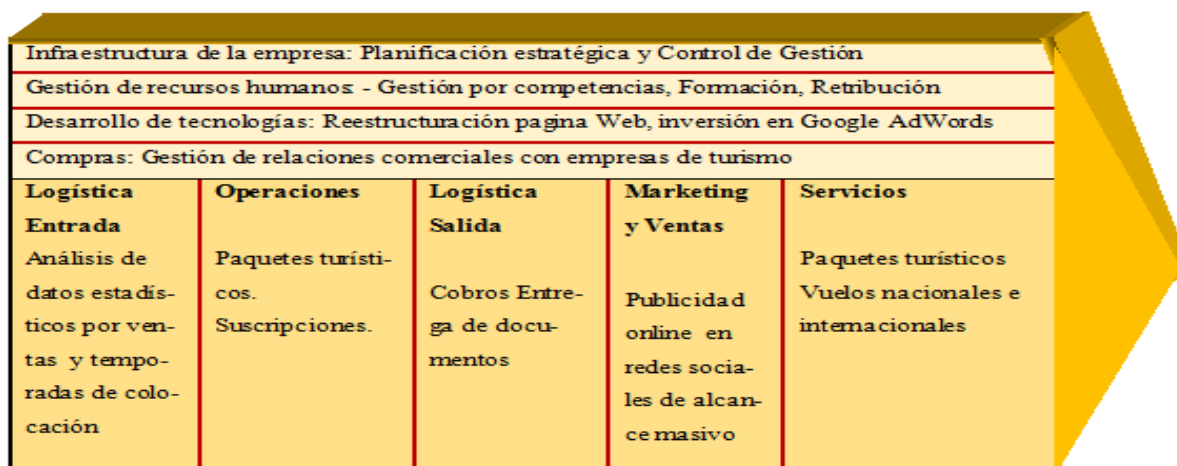 Infraestructura de la empresa: Planificación estratégica y Control de Gestión
Gestión de recursos humanos: - Gestión por competencias, Formación, Retribución
Desarrollo de tecnologías: Reestructuración pagina Web, inversión en Google AdWords
Compras: Gestión de relaciones comerciales con empresas de turismo
Logística
Entrada
Análisis de
datos estadís-
ticos por ven-
tas y tempo-
radas de colo-
cación
Operaciones
Paquetes turísti-
cos.
Suscripciones.
Logística
Salida
Cobros Entre-
ga de docu-
mentos
Marketing
y Ventas
Publicidad
online en
redes socia-
les de alcan-
ce masivo
Servicios
Paquetes turísticos
Vuelos nacionales e
internacionales